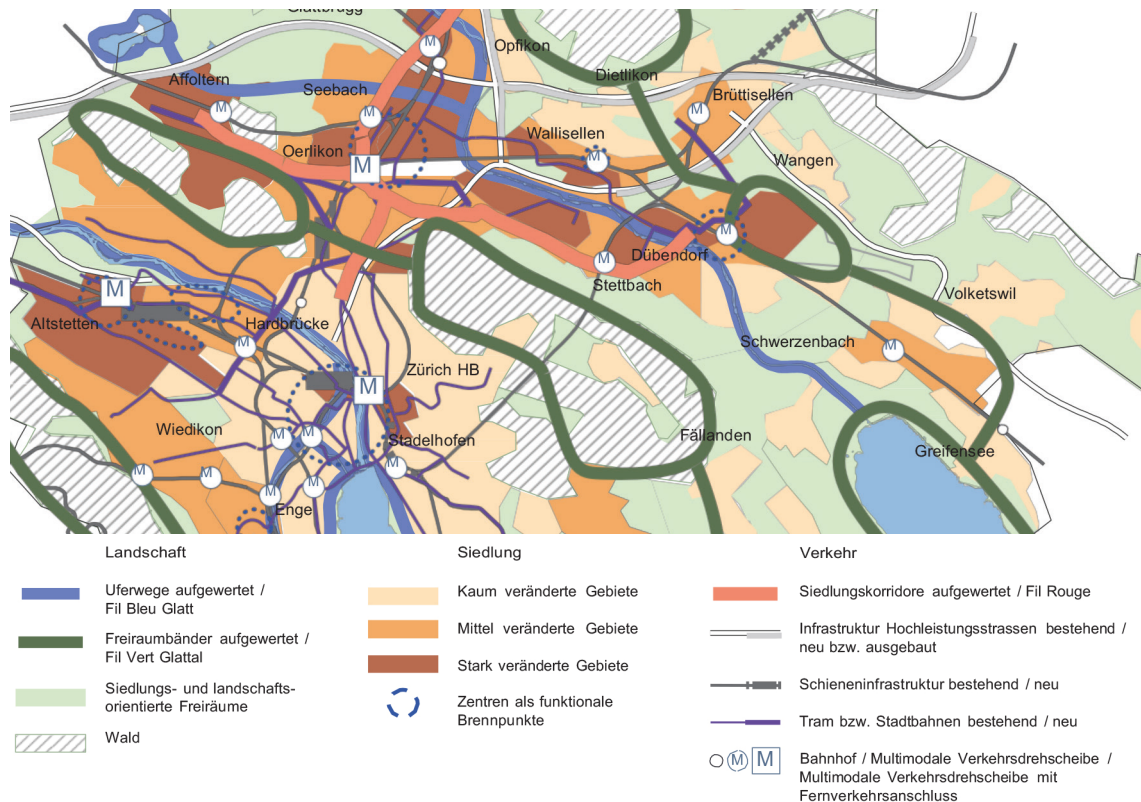 Glattbrugg
Opfikon
Dietlikon
Affoltern
Seebach
Brüttisellen
M
M
M
M
Wallisellen
Oerlikon
M
M
Wangen
M
Dübendorf
M
Stettbach
M
Altstetten
Volketswil
Hardbrücke
Schwerzenbach
M
M
Zürich HB
M
Wiedikon
M
M
Stadelhofen
Fällanden
Greifensee
M
M
M
M
M
Enge
Landschaft
Uferwege aufgewertet /
Fil Bleu Glatt
Freiraumbänder aufgewertet /
Fil Vert Glattal
Siedlungs- und landschafts-
orientierte Freiräume
Wald
Siedlung
Kaum veränderte Gebiete
Mittel veränderte Gebiete
Stark veränderte Gebiete
Zentren als funktionale
Brennpunkte
Verkehr
Siedlungskorridore aufgewertet / Fil Rouge
Infrastruktur Hochleistungsstrassen bestehend /
neu bzw. ausgebaut
Schieneninfrastruktur bestehend / neu
Tram bzw. Stadtbahnen bestehend / neu
M M
Bahnhof / Multimodale Verkehrsdrehscheibe /
Multimodale Verkehrsdrehscheibe mit
Fernverkehrsanschluss